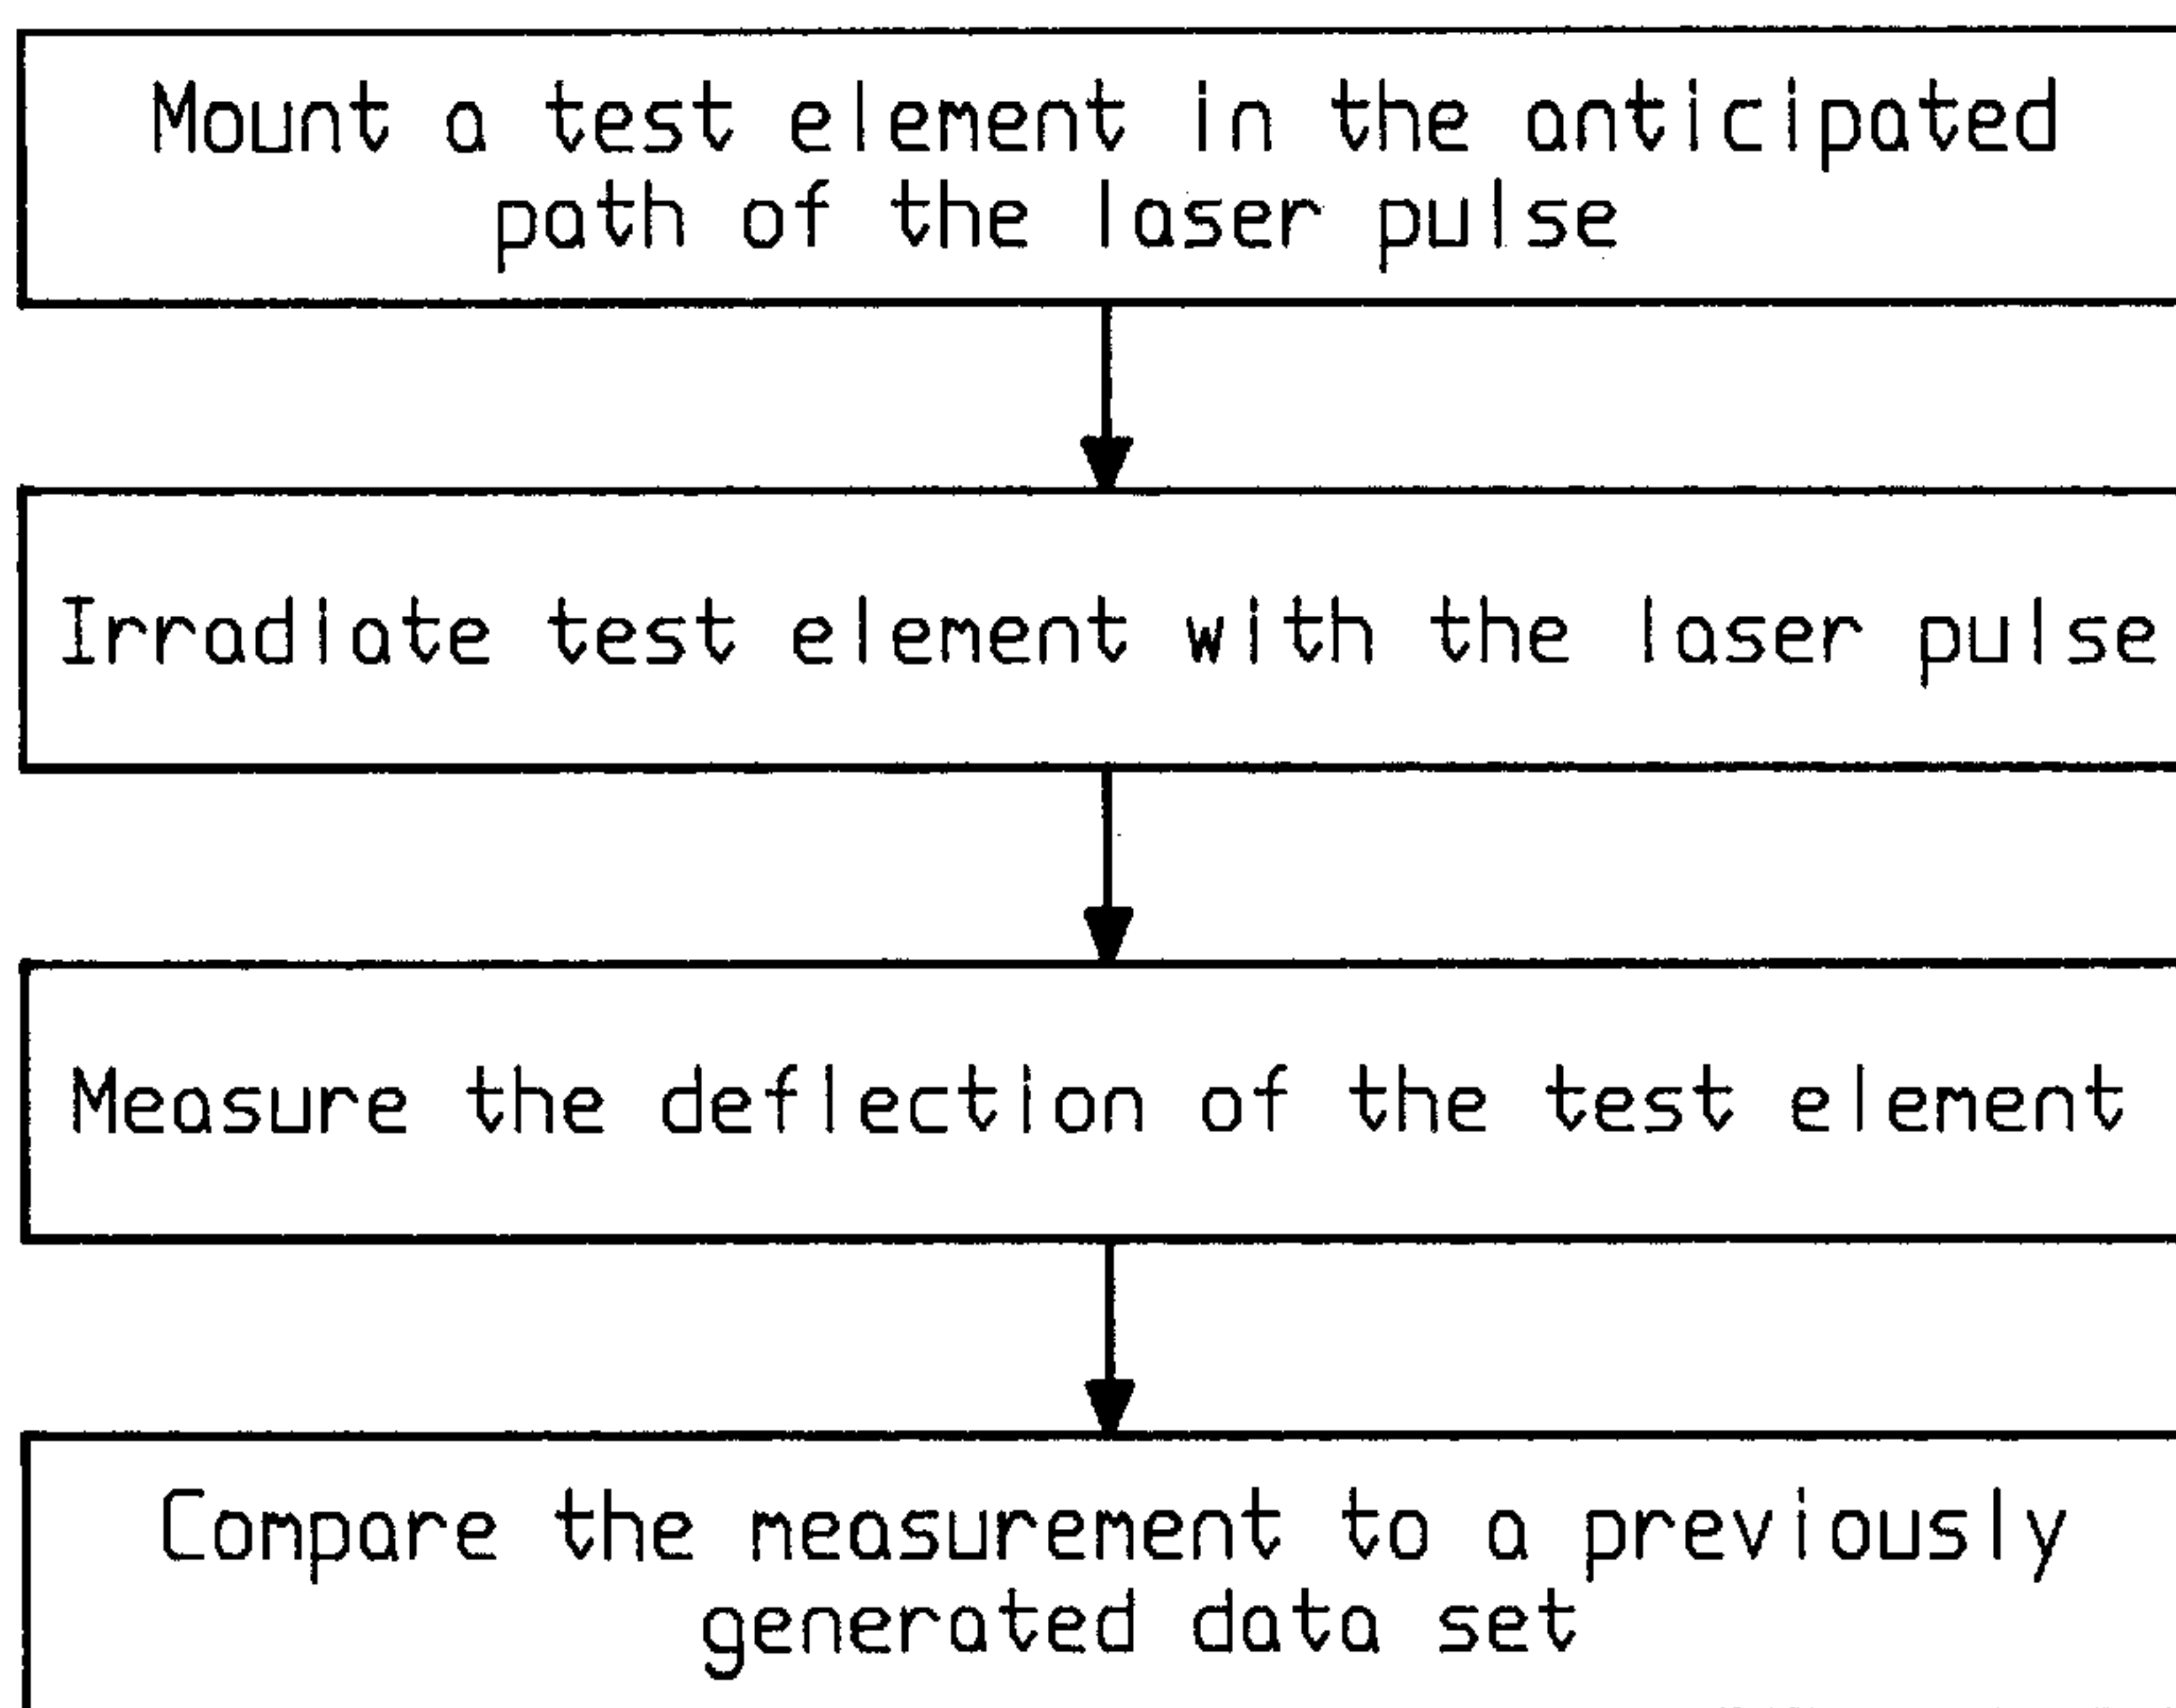 Mount a test element in the anticipated
path of the laser pulse
Irradiate test element with the laser pulse
Measure the deflection of the test element
Compare the measurement to a previously
generated data set